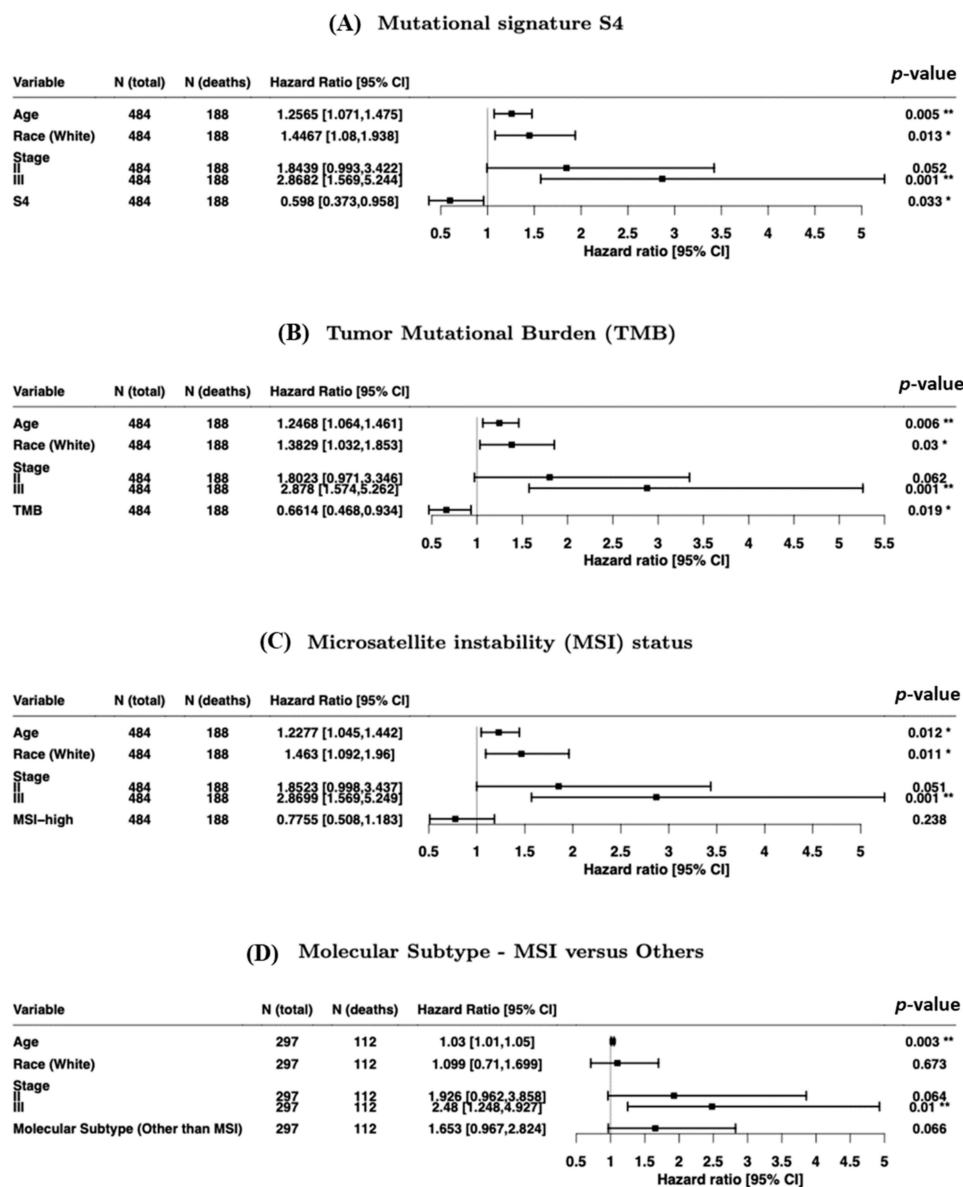 (A) Mutational signature S4
Variable N (total) N (deaths) Hazard Ratio [95% CI] p-value
Age 484 188 1.2565 [1.071,1.475] 0.005 **
Race (White) 484 188 1.4467 [1.08,1.938] 0.013 *
Stage
II 484 188 1.8439 [0.993,3.422] 0.052
III 484 188 2.8682 [1.569,5.244] 0.001 **
S4 484 188 0.598 [0.373,0.958] 0.033 *
0.5 1 1.5 2 2.5 3 3.5 4 4.5 5
Hazard ratio [95% CI]
(B) Tumor Mutational Burden (TMB)
Variable N (total) N (deaths) Hazard Ratio [95% CI] p-value
Age 484 188 1.2468 [1.064,1.461] 0.006 **
Race (White) 484 188 1.3829 [1.032,1.853] 0.03 *
Stage
II 484 188 1.8023 [0.971,3.346] 0.062
III 484 188 2.878 [1.574,5.262] 0.001 **
TMB 484 188 0.6614 [0.468,0.934] 0.019 *
0.5 1 1.5 2 2.5 3 3.5 4 4.5 5 5.5
Hazard ratio [95% CI]
(C) Microsatellite instability (MSI) status
Variable N (total) N (deaths) Hazard Ratio [95% CI] p-value
Age 484 188 1.2277 [1.045,1.442] 0.012 *
Race (White) 484 188 1.463 [1.092,1.96] 0.011 *
Stage
II 484 188 1.8523 [0.998,3.437] 0.051
III 484 188 2.8699 [1.569,5.249] 0.001 **
MSI−high 484 188 0.7755 [0.508,1.183] 0.238
0.5 1 1.5 2 2.5 3 3.5 4 4.5 5
Hazard ratio [95% CI]
(D) Molecular Subtype - MSI versus Others
Variable N (total) N (deaths) Hazard Ratio [95% CI] p-value
Age 297 112 1.03 [1.01,1.05] 0.003 **
Race (White) 297 112 1.099 [0.71,1.699] 0.673
Stage
II 297 112 1.926 [0.962,3.858] 0.064
III 297 112 2.48 [1.248,4.927] 0.01 **
Molecular Subtype (Other than MSI) 297 112 1.653 [0.967,2.824] 0.066
0.5 1 1.5 2 2.5 3 3.5 4 4.5 5
Hazard ratio [95% CI]